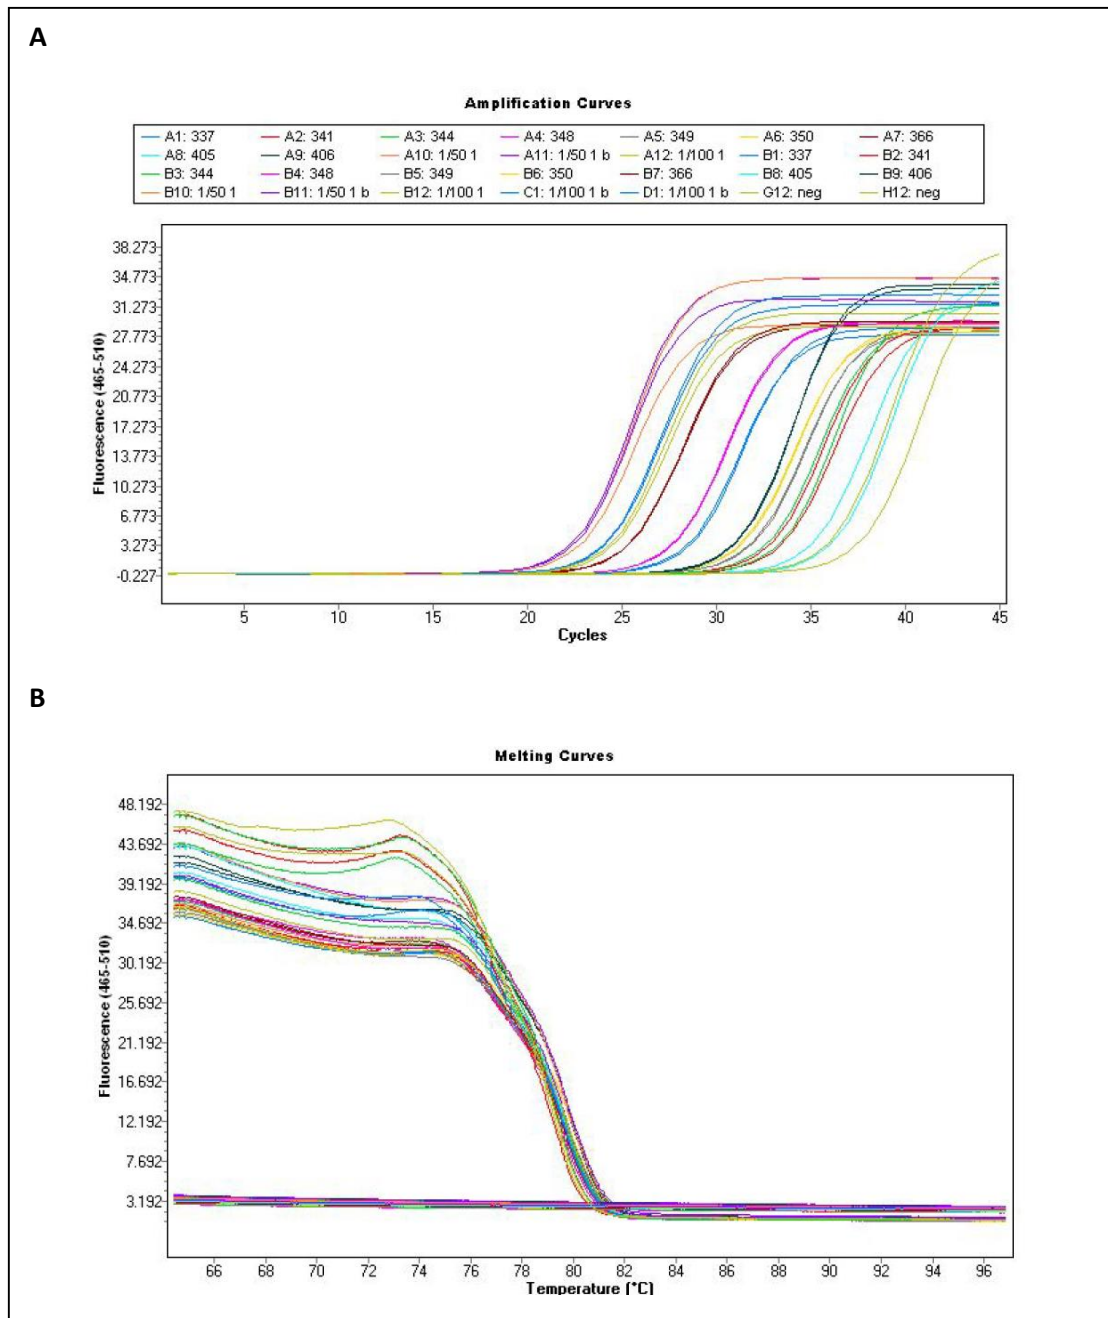 A
Amplification Curves
A1: 337 A2: 341 A3: 344 A4: 348 A5: 349 A6: 350 A7: 366
A8: 405 A9: 406 A10: 1/50 1 A11: 1/50 1 b A12: 1/100 1 B1: 337 B2: 341
B3: 344 B4: 348 B5: 349 B6: 350 B7: 366 B8: 405 B9: 406
B10: 1/50 1 B11: 1/50 1 b B12: 1/100 1 C1: 1/100 1 b D1: 1/100 1 b G12: neg H12: neg
Fluorescence (465-510)
38.273
34.773
31.273
27.773
24.273
20.773
17.273
13.773
10.273
6.773
3.273
-0.227
5 10 15 20 25 30 35 40 45
Cycles
B
Melting Curves
Fluorescence (465-510)
48.192
43.692
39.192
34.692
30.192
25.692
21.192
16.692
12.192
7.692
3.192
66 68 70 72 74 76 78 80 82 84 86 88 90 92 94 96
Temperature [°C]